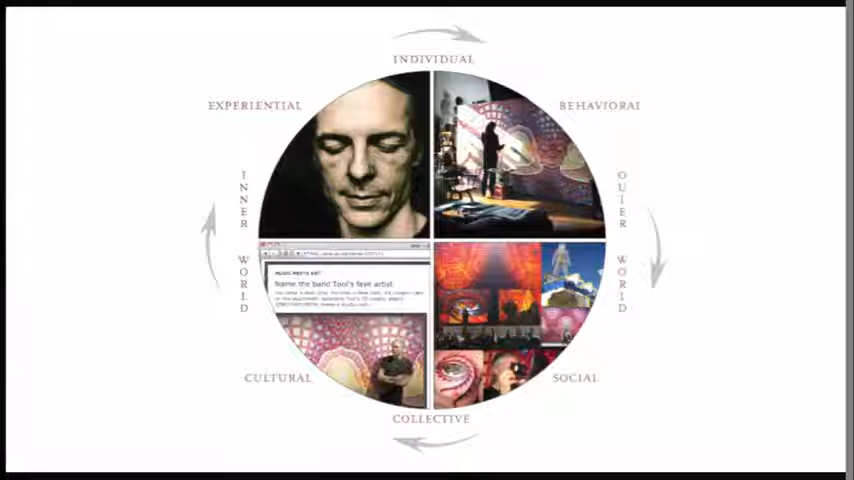 INDIVIDUAL
EXPERIENTIAL
BEHAVIORAL
INNER WORLD
OUTER WORLD
MUSIC MEETS ART
Name the band Tool's fave artist
CULTURAL
SOCIAL
COLLECTIVE